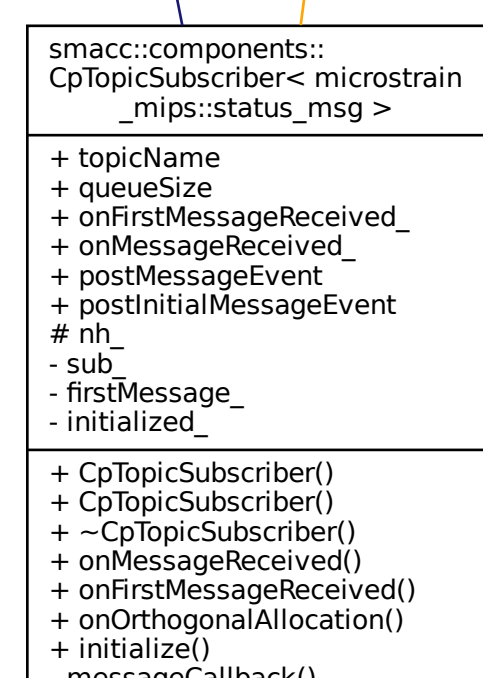 smacc::components::
CpTopicSubscriber< microstrain
_mips::status_msg >
+ topicName
+ queueSize
+ onFirstMessageReceived_
+ onMessageReceived_
+ postMessageEvent
+ postInitialMessageEvent
# nh_
- sub_
- firstMessage_
- initialized_
+ CpTopicSubscriber()
+ CpTopicSubscriber()
+ ~CpTopicSubscriber()
+ onMessageReceived()
+ onFirstMessageReceived()
+ onOrthogonalAllocation()
+ initialize()
- messageCallback()